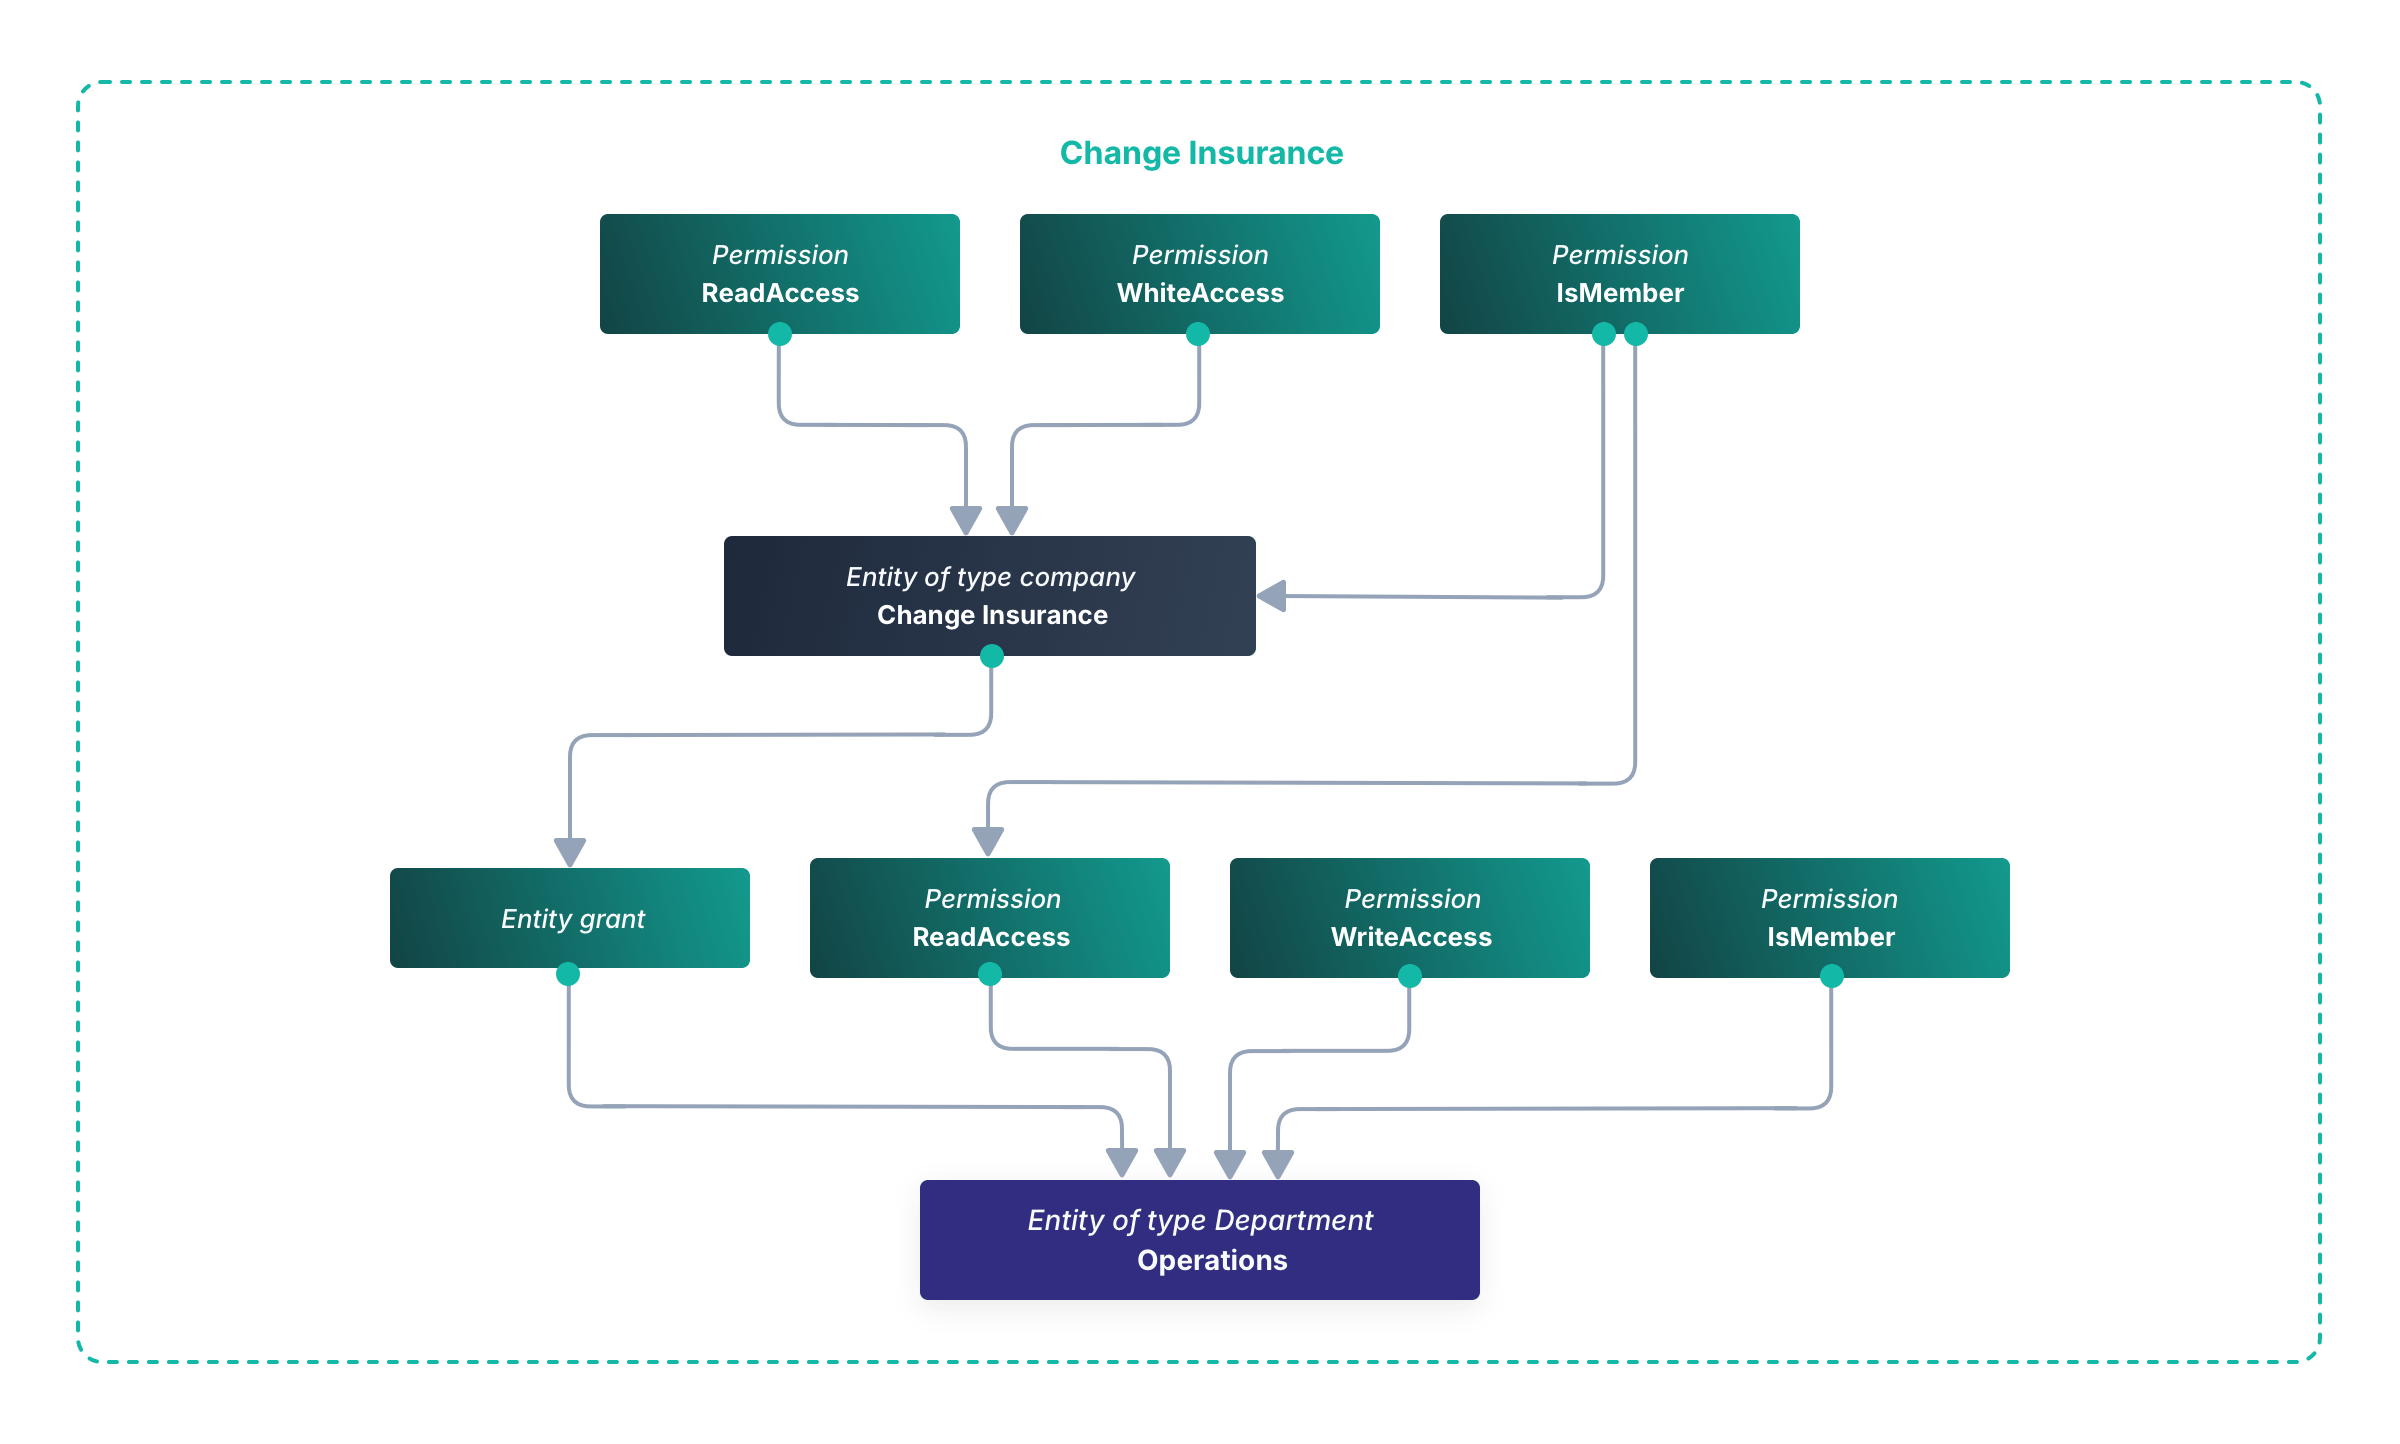 Change Insurance
Permission
ReadAccess
Permission
WhiteAccess
Permission
IsMember
Entity of type company
Change Insurance
Entity grant
Permission
ReadAccess
Permission
WriteAccess
Permission
IsMember
Entity of type Department
Operations